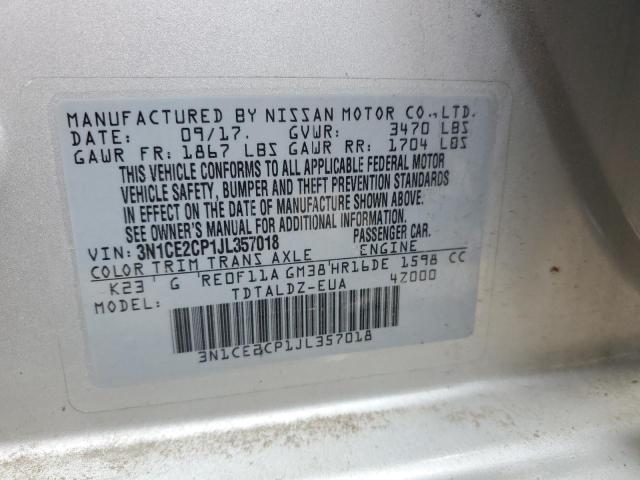 MANUFACTURED BY NISSAN MOTOR CO.,LTD.
DATE: 09/17. GVWR: 3470 LBS
GAWR FR: 1867 LBS GAWR RR: 1704 LBS
THIS VEHICLE CONFORMS TO ALL APPLICABLE FEDERAL MOTOR
VEHICLE SAFETY, BUMPER AND THEFT PREVENTION STANDARDS
IN EFFECT ON THE DATE OF MANUFACTURE SHOWN ABOVE.
SEE OWNER'S MANUAL FOR ADDITIONAL INFORMATION.
VIN: 3N1CE2CP1JL357018 PASSENGER CAR.
COLOR TRIM TRANS AXLE ENGINE
K23 G RE0F11A GM38 HR16DE 1598 CC
MODEL: TDTALDZ-EUA 4Z000
3N1CE2CP1JL357018